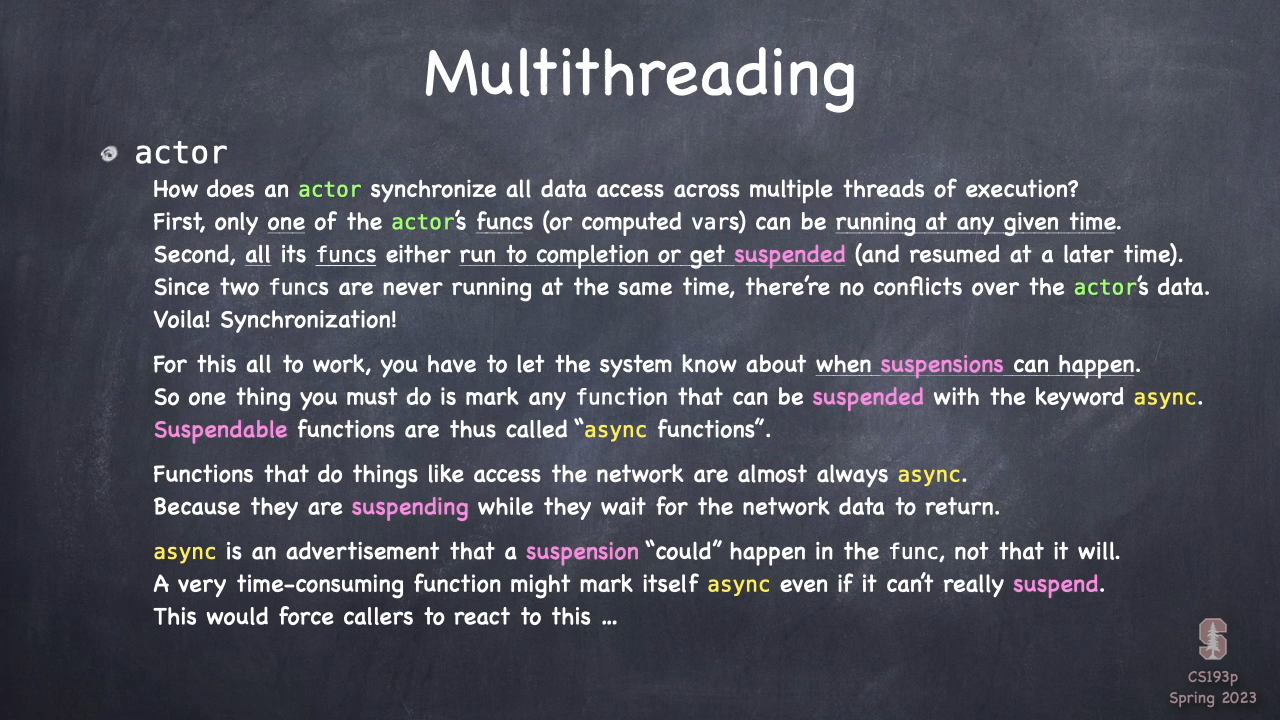 Multithreading
actor
How does an actor synchronize all data access across multiple threads of execution?
First, only one of the actor's funcs (or computed vars) can be running at any given time.
Second, all its funcs either run to completion or get suspended (and resumed at a later time).
Since two funcs are never running at the same time, there're no conflicts over the actor's data.
Voila! Synchronization!
For this all to work, you have to let the system know about when suspensions can happen.
So one thing you must do is mark any function that can be suspended with the keyword async.
Suspendable functions are thus called “async functions”.
Functions that do things like access the network are almost always async.
Because they are suspending while they wait for the network data to return.
async is an advertisement that a suspension “could” happen in the func, not that it will.
A very time-consuming function might mark itself async even if it can't really suspend.
This would force callers to react to this …
S
CS193p
Spring 2023